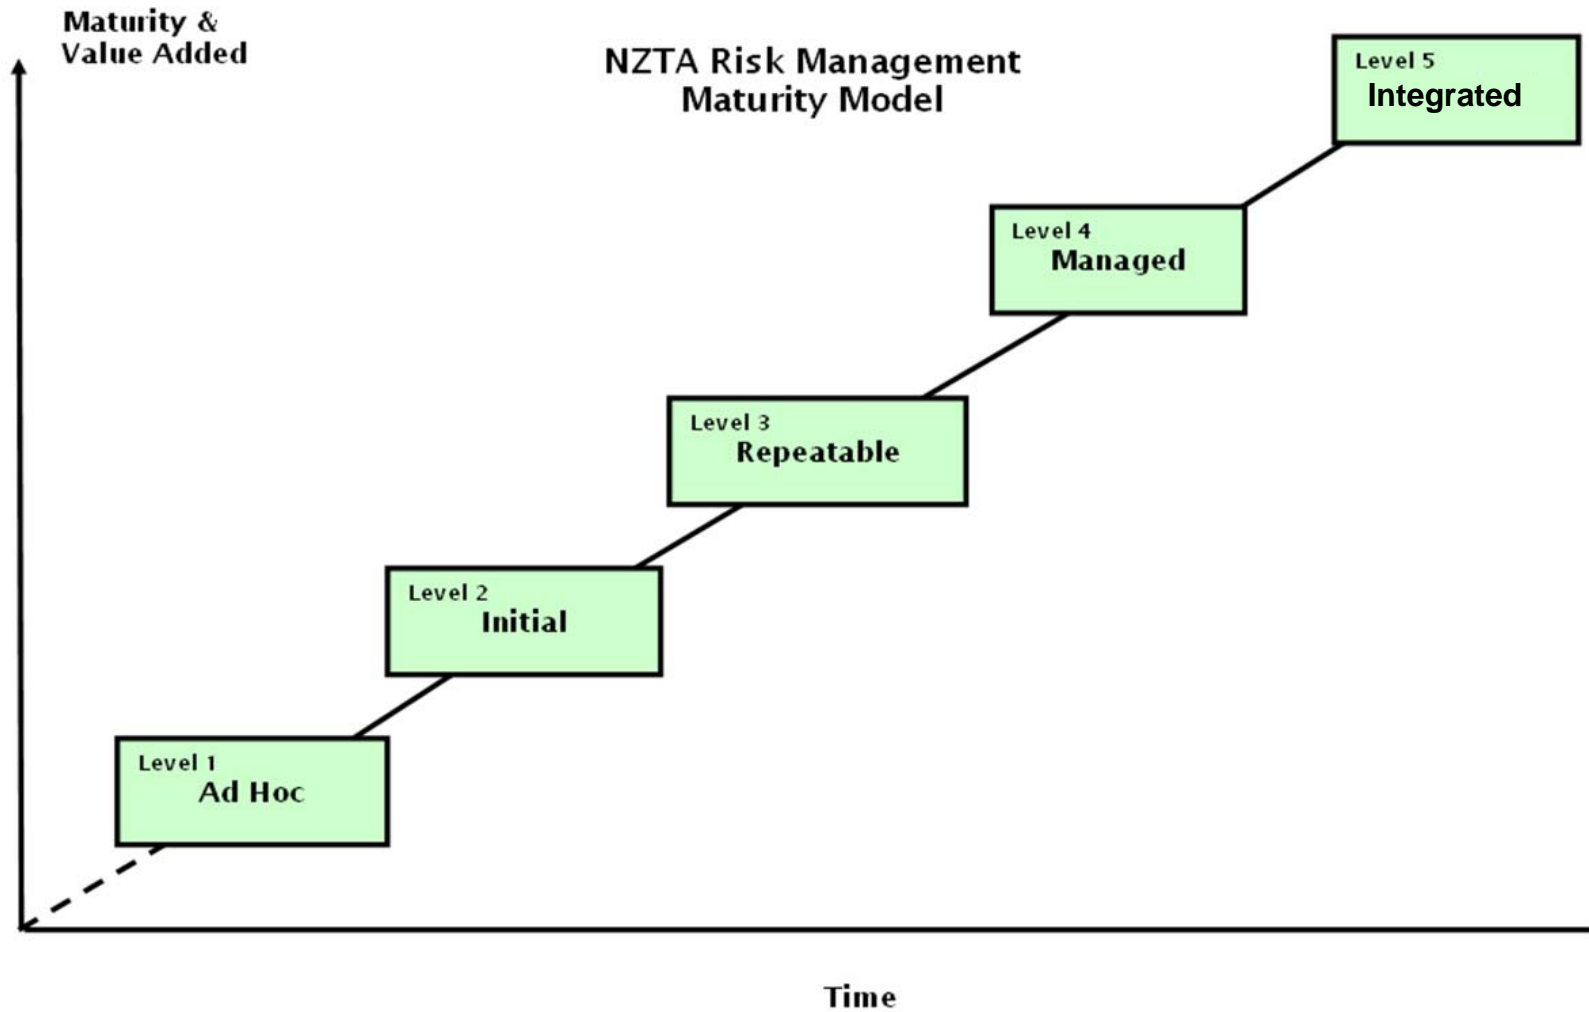 Maturity &
Value Added
NZTA Risk Management
Maturity Model
Level 5
Integrated
Level 4
Managed
Level 3
Repeatable
Level 2
Initial
Level 1
Ad Hoc
Time